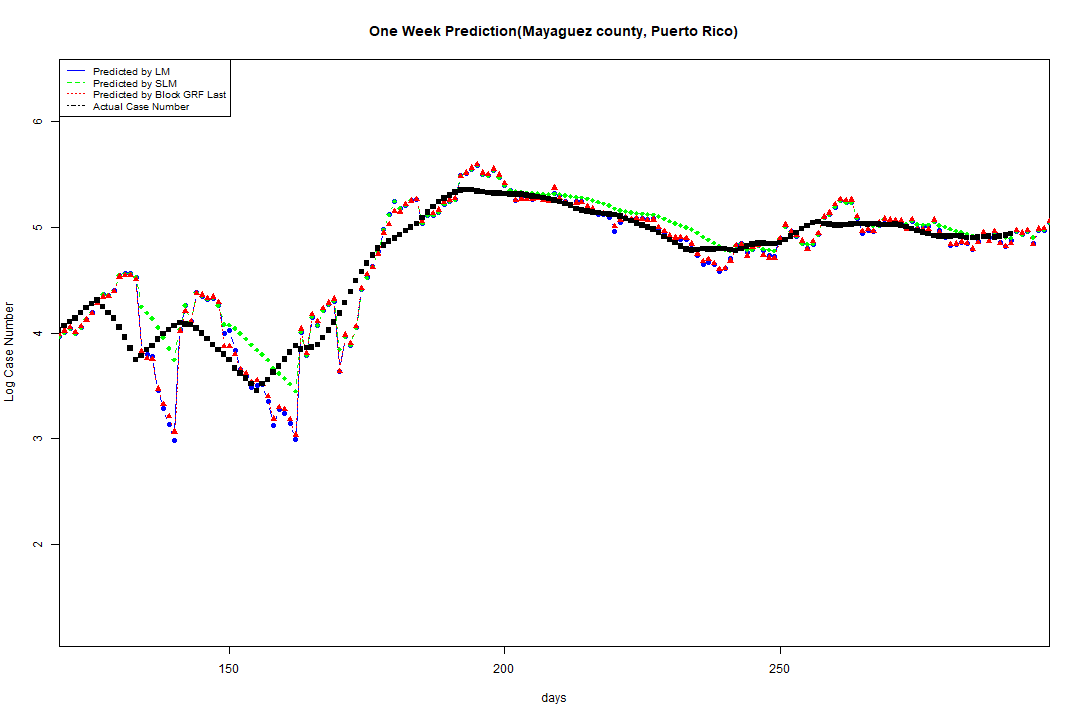 One Week Prediction(Mayaguez county, Puerto Rico)
Predicted by LM
Predicted by SLM
Predicted by Block GRF Last
Actual Case Number
6
5
4
3
2
Log Case Number
150 200 250
days